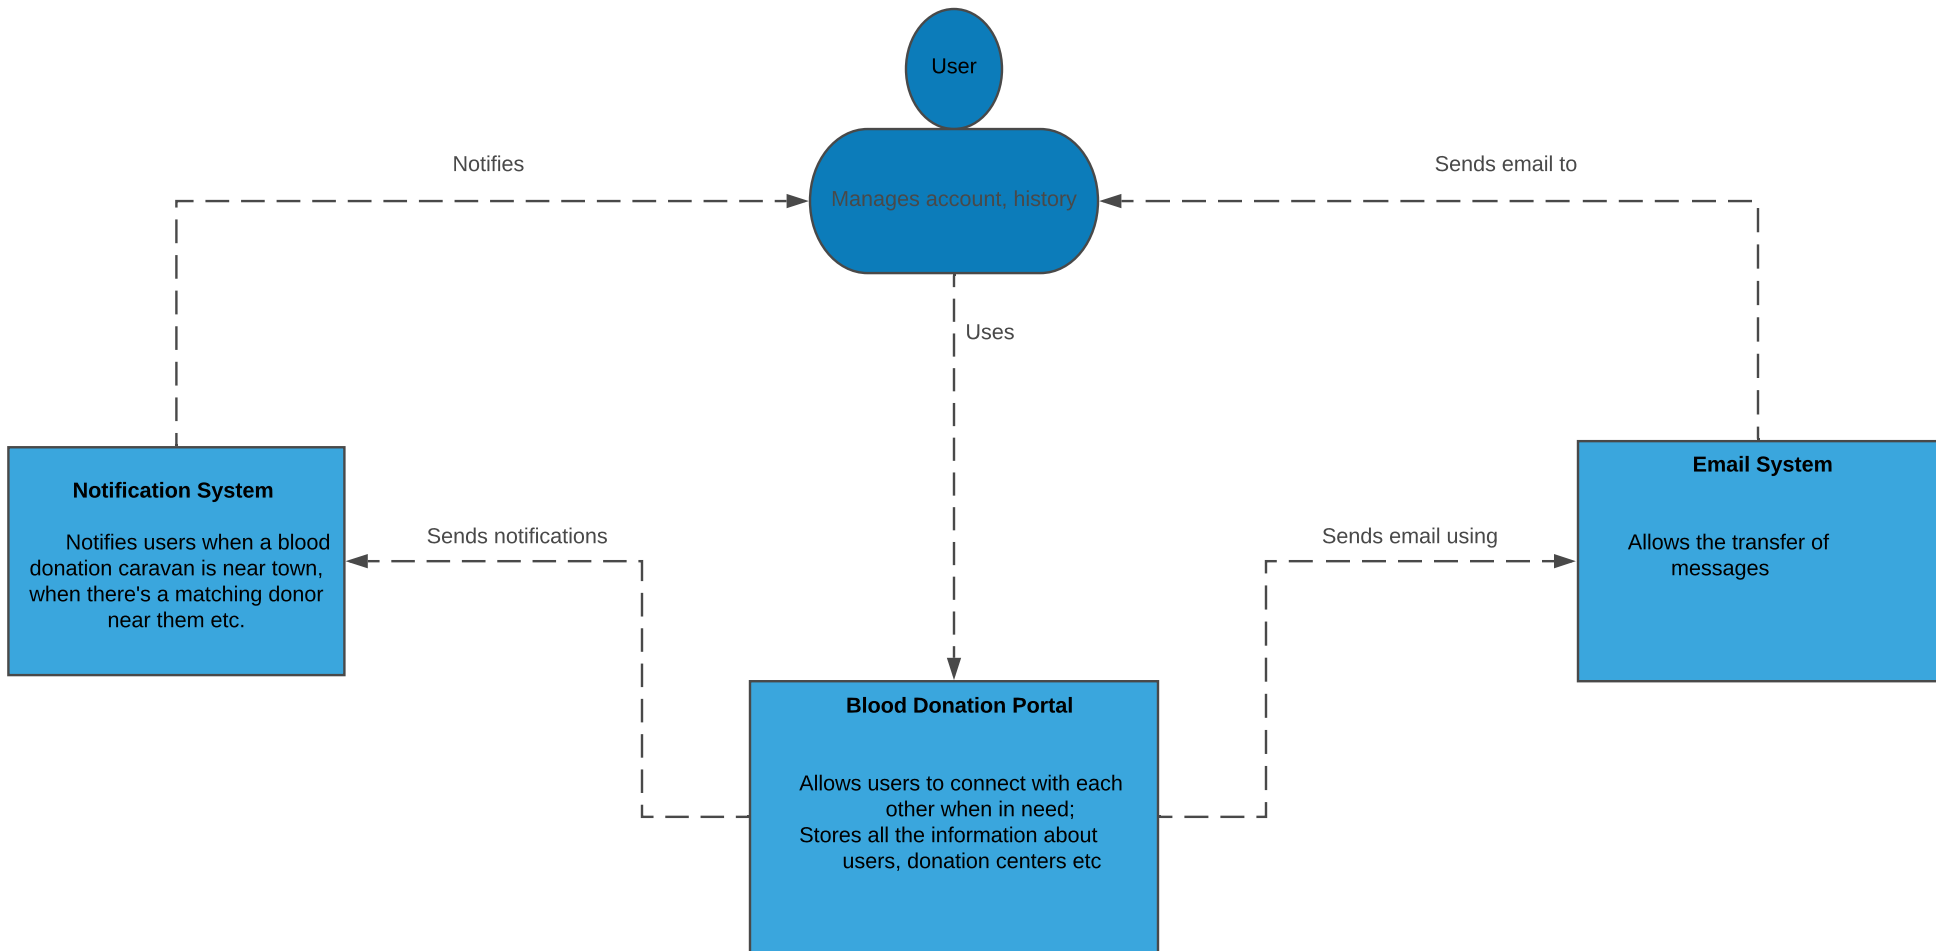 User
Notifies
Sends email to
Manages account, history
Uses
Email System
Notification System
Sends notifications
Sends email using
Notifies users when a blood
donation caravan is near town,
when there's a matching donor
near them etc.
Allows the transfer of
messages
Blood Donation Portal
Allows users to connect with each
other when in need;
Stores all the information about
users, donation centers etc